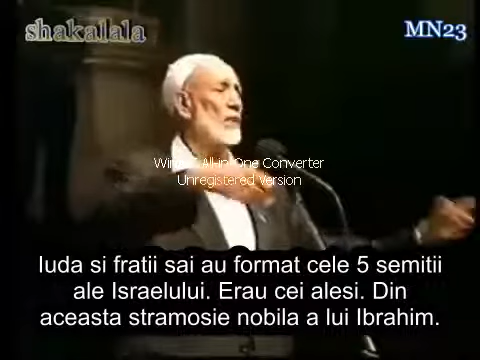 shakalala
MN23
All-in-One Converter
Unregistered Version
Iuda si fratii sai au format cele 5 semitii
ale Israelului. Erau cei alesi. Din
aceasta stramosie nobila a lui Ibrahim.